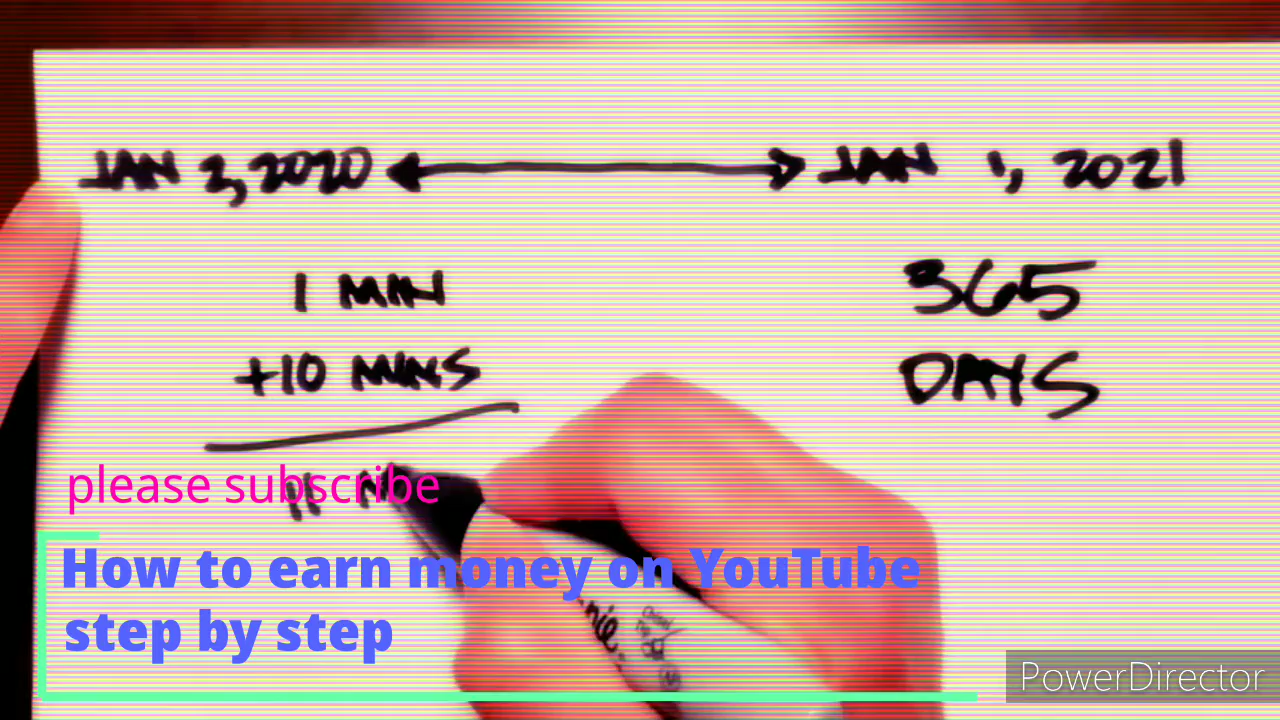 JAN 2, 2020 JAN 1, 2021
1 MIN
365
+10 MINS
DAYS
11
please subscribe
How to earn money on YouTube
step by step
PowerDirector